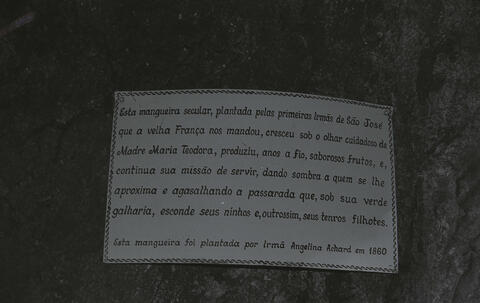 Esta mangueira secular, plantada pelas primeiras Irmãs de São José
que a velha França nos mandou, cresceu sob o olhar cuidadoso de
Madre Maria Teodora, produziu, anos a fio, saborosos frutos, e,
continua sua missão de servir, dando sombra a quem se lhe
aproxima e agasalhando a passarada que, sob sua verde
galharia, esconde seus ninhos e, outrossim, seus tenros filhotes.
Esta mangueira foi plantada por Irmã Angelina Achard em 1860